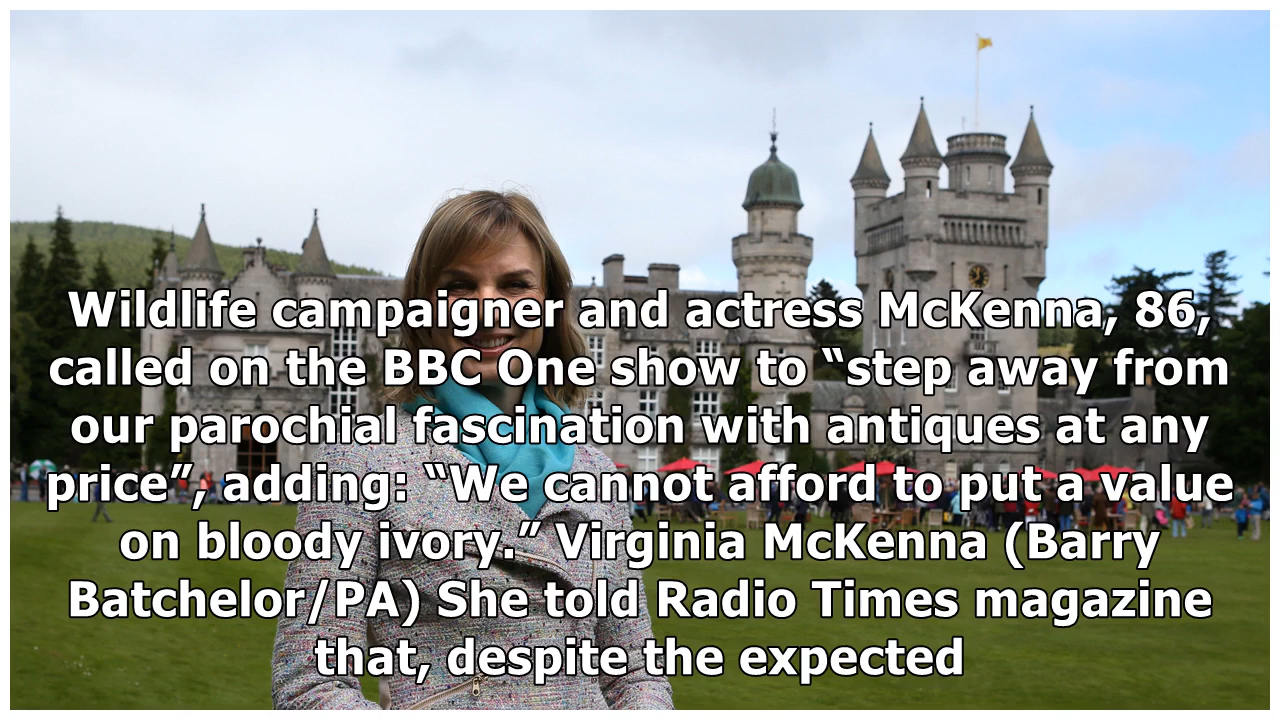 Wildlife campaigner and actress McKenna, 86,
called on the BBC One show to “step away from
our parochial fascination with antiques at any
price”, adding: “We cannot afford to put a value
on bloody ivory.” Virginia McKenna (Barry
Batchelor/PA) She told Radio Times magazine
that, despite the expected